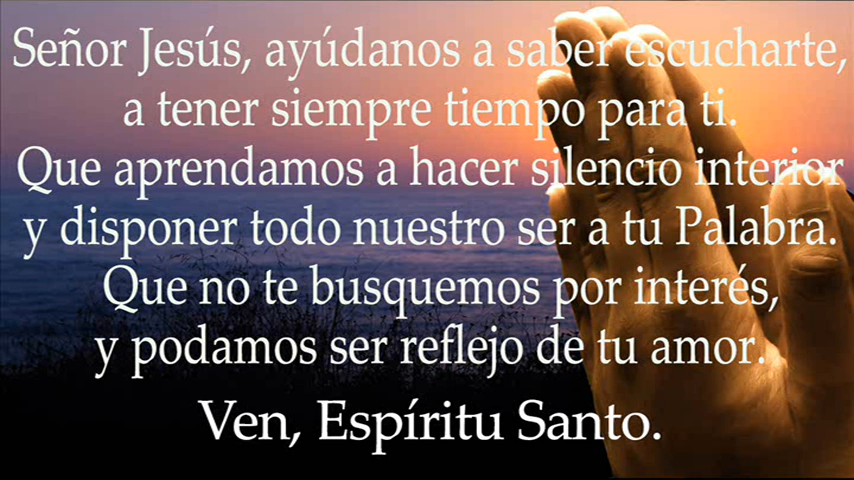 Señor Jesús, ayúdanos a saber escucharte,
a tener siempre tiempo para ti.
Que aprendamos a hacer silencio interior
y disponer todo nuestro ser a tu Palabra.
Que no te busquemos por interés,
y podamos ser reflejo de tu amor.
Ven, Espíritu Santo.